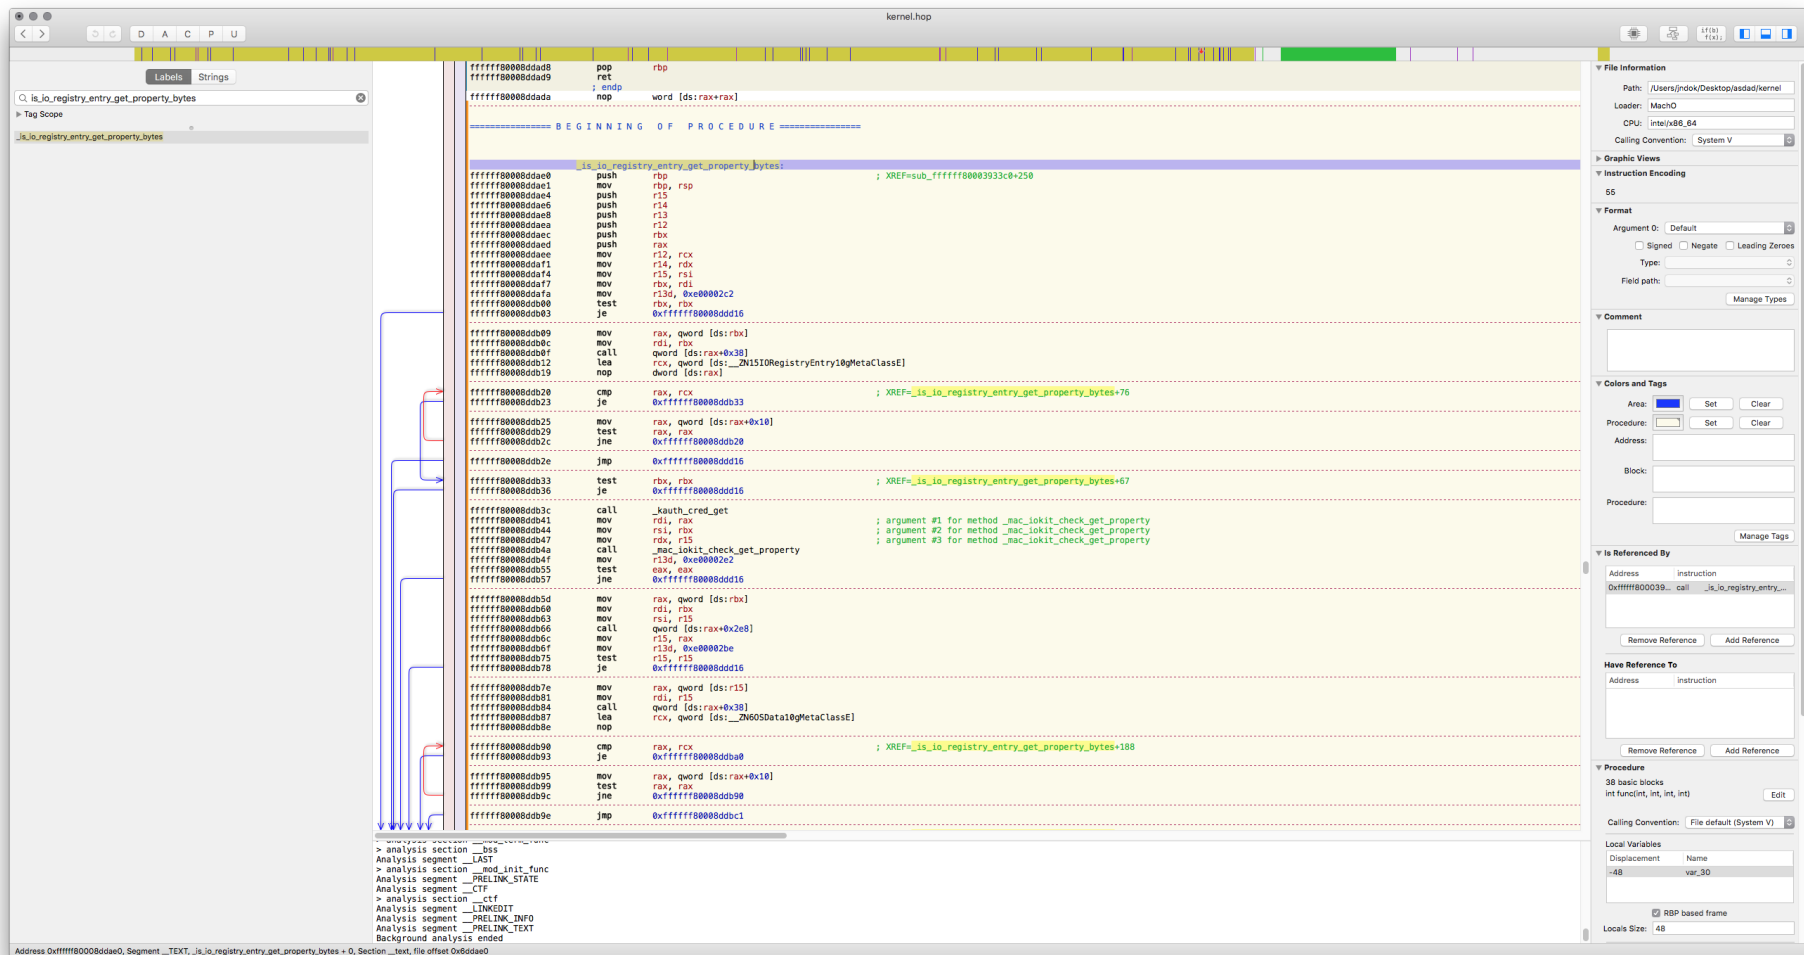 kernel.hop
D A C P U
if(b) f(x);
Labels Strings
is_io_registry_entry_get_property_bytes
Tag Scope
_is_io_registry_entry_get_property_bytes
ffffff80008ddad8 pop rbp
ffffff80008ddad9 ret
; endp
ffffff80008ddada nop word [ds:rax+rax]
================ B E G I N N I N G   O F   P R O C E D U R E ================
_is_io_registry_entry_get_property_bytes:
ffffff80008ddae0 push rbp ; XREF=sub_ffffff80003933c0+250
ffffff80008ddae1 mov rbp, rsp
ffffff80008ddae4 push r15
ffffff80008ddae6 push r14
ffffff80008ddae8 push r13
ffffff80008ddaea push r12
ffffff80008ddaec push rbx
ffffff80008ddaed push rax
ffffff80008ddaee mov r12, rcx
ffffff80008ddaf1 mov r14, rdx
ffffff80008ddaf4 mov r15, rsi
ffffff80008ddaf7 mov rbx, rdi
ffffff80008ddafa mov r13d, 0xe00002c2
ffffff80008ddb00 test rbx, rbx
ffffff80008ddb03 je 0xffffff80008ddd16
ffffff80008ddb09 mov rax, qword [ds:rbx]
ffffff80008ddb0c mov rdi, rbx
ffffff80008ddb0f call qword [ds:rax+0x38]
ffffff80008ddb12 lea rcx, qword [ds:__ZN15IORegistryEntry10gMetaClassE]
ffffff80008ddb19 nop dword [ds:rax]
ffffff80008ddb20 cmp rax, rcx ; XREF=_is_io_registry_entry_get_property_bytes+76
ffffff80008ddb23 je 0xffffff80008ddb33
ffffff80008ddb25 mov rax, qword [ds:rax+0x10]
ffffff80008ddb29 test rax, rax
ffffff80008ddb2c jne 0xffffff80008ddb20
ffffff80008ddb2e jmp 0xffffff80008ddd16
ffffff80008ddb33 test rbx, rbx ; XREF=_is_io_registry_entry_get_property_bytes+67
ffffff80008ddb36 je 0xffffff80008ddd16
ffffff80008ddb3c call _kauth_cred_get
ffffff80008ddb41 mov rdi, rax ; argument #1 for method _mac_iokit_check_get_property
ffffff80008ddb44 mov rsi, rbx ; argument #2 for method _mac_iokit_check_get_property
ffffff80008ddb47 mov rdx, r15 ; argument #3 for method _mac_iokit_check_get_property
ffffff80008ddb4a call _mac_iokit_check_get_property
ffffff80008ddb4f mov r13d, 0xe00002e2
ffffff80008ddb55 test eax, eax
ffffff80008ddb57 jne 0xffffff80008ddd16
ffffff80008ddb5d mov rax, qword [ds:rbx]
ffffff80008ddb60 mov rdi, rbx
ffffff80008ddb63 mov rsi, r15
ffffff80008ddb66 call qword [ds:rax+0x2e8]
ffffff80008ddb6c mov r15, rax
ffffff80008ddb6f mov r13d, 0xe00002be
ffffff80008ddb75 test r15, r15
ffffff80008ddb78 je 0xffffff80008ddd16
ffffff80008ddb7e mov rax, qword [ds:r15]
ffffff80008ddb81 mov rdi, r15
ffffff80008ddb84 call qword [ds:rax+0x38]
ffffff80008ddb87 lea rcx, qword [ds:__ZN6OSData10gMetaClassE]
ffffff80008ddb8e nop
ffffff80008ddb90 cmp rax, rcx ; XREF=_is_io_registry_entry_get_property_bytes+188
ffffff80008ddb93 je 0xffffff80008ddba0
ffffff80008ddb95 mov rax, qword [ds:rax+0x10]
ffffff80008ddb99 test rax, rax
ffffff80008ddb9c jne 0xffffff80008ddb90
ffffff80008ddb9e jmp 0xffffff80008ddbc1
> analysis section __mod_term_func
> analysis section __bss
Analysis segment __LAST
> analysis section __mod_init_func
Analysis segment __PRELINK_STATE
Analysis segment __CTF
> analysis section __ctf
Analysis segment __LINKEDIT
Analysis segment __PRELINK_INFO
Analysis segment __PRELINK_TEXT
Background analysis ended
File Information
Path: /Users/jndok/Desktop/asdad/kernel
Loader: MachO
CPU: intel/x86_64
Calling Convention: System V
Graphic Views
Instruction Encoding
55
Format
Argument 0: Default
Signed Negate Leading Zeroes
Type:
Field path:
Manage Types
Comment
Colors and Tags
Area: Set Clear
Procedure: Set Clear
Address:
Block:
Procedure:
Manage Tags
Is Referenced By
Address instruction
0xffffff800039... call _is_io_registry_entry_...
Remove Reference Add Reference
Have Reference To
Address instruction
Remove Reference Add Reference
Procedure
38 basic blocks
int func(int, int, int, int)
Edit
Calling Convention: File default (System V)
Local Variables
Displacement Name
-48 var_30
RBP based frame
Locals Size: 48
Address 0xffffff80008ddae0, Segment __TEXT, _is_io_registry_entry_get_property_bytes + 0, Section __text, file offset 0x6ddae0